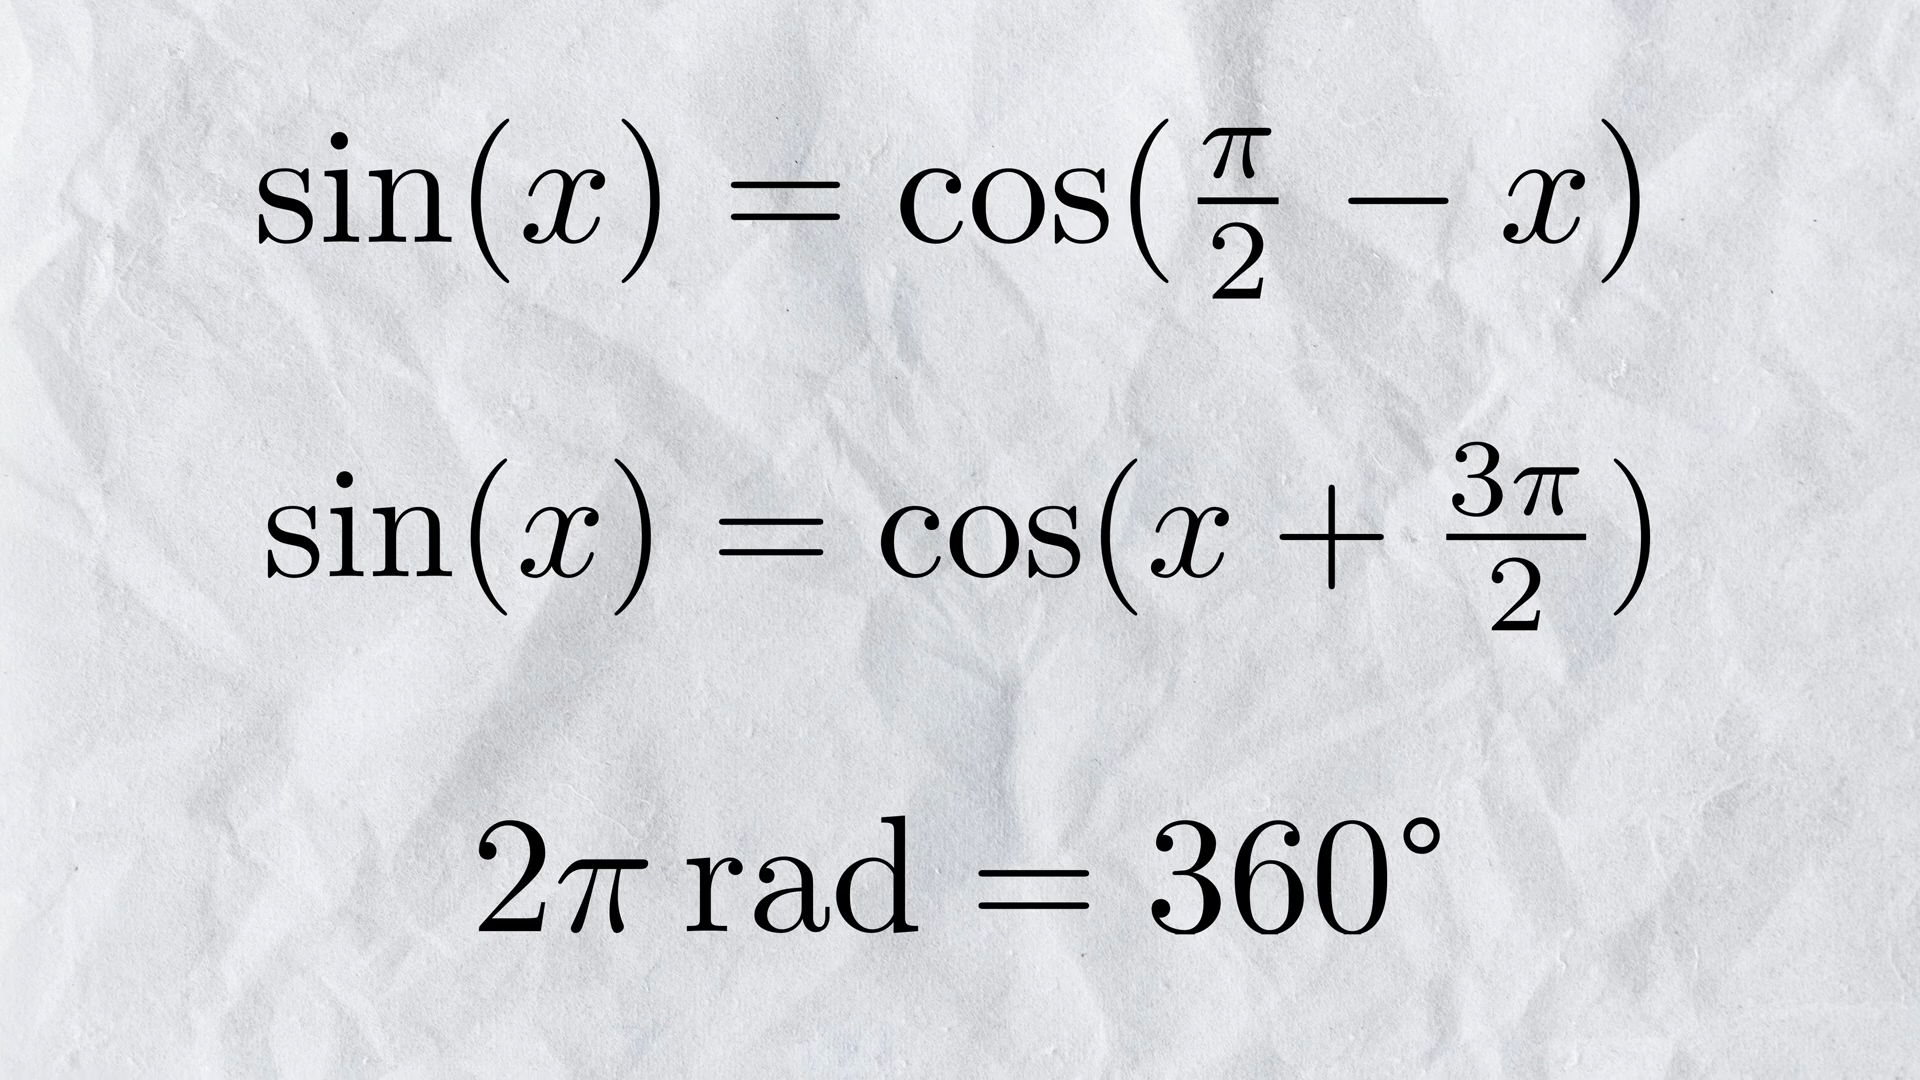 sin(x) = cos(π/2 − x)
sin(x) = cos(x + 3π/2)
2π rad = 360°